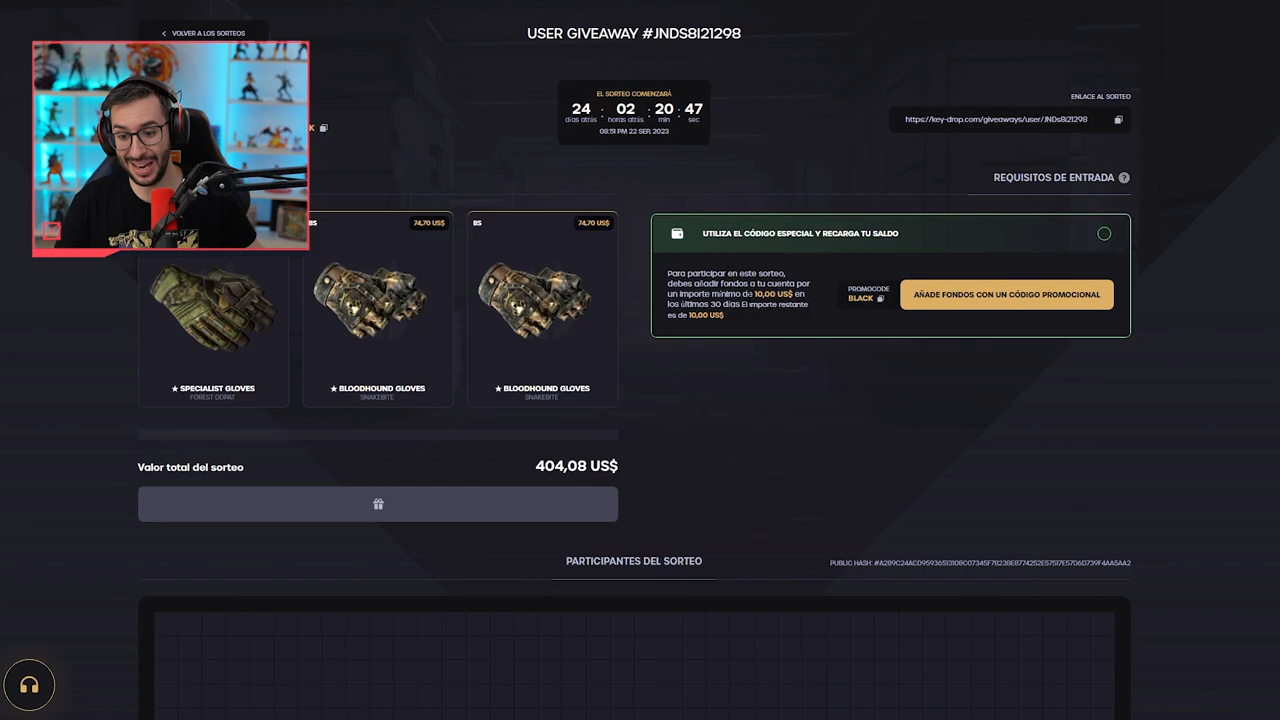 VOLVER A LOS SORTEOS
USER GIVEAWAY #JNDS8I21298
EL SORTEO COMENZARÁ
24 : 02 : 20 : 47
días atrás horas atrás min sec
08:51 PM 22 SEP, 2023
ENLACE AL SORTEO
https://key-drop.com/giveaways/user/JNDs8I21298
K
REQUISITOS DE ENTRADA ?
BS 74,70 US$
BS 74,70 US$
★ SPECIALIST GLOVES
FOREST DDPAT
★ BLOODHOUND GLOVES
SNAKEBITE
★ BLOODHOUND GLOVES
SNAKEBITE
UTILIZA EL CÓDIGO ESPECIAL Y RECARGA TU SALDO
Para participar en este sorteo,
debes añadir fondos a tu cuenta por
un importe mínimo de 10,00 US$ en
los últimos 30 días El importe restante
es de 10,00 US$
PROMOCODE
BLACK
AÑADE FONDOS CON UN CÓDIGO PROMOCIONAL
Valor total del sorteo 404,08 US$
PARTICIPANTES DEL SORTEO
PUBLIC HASH: